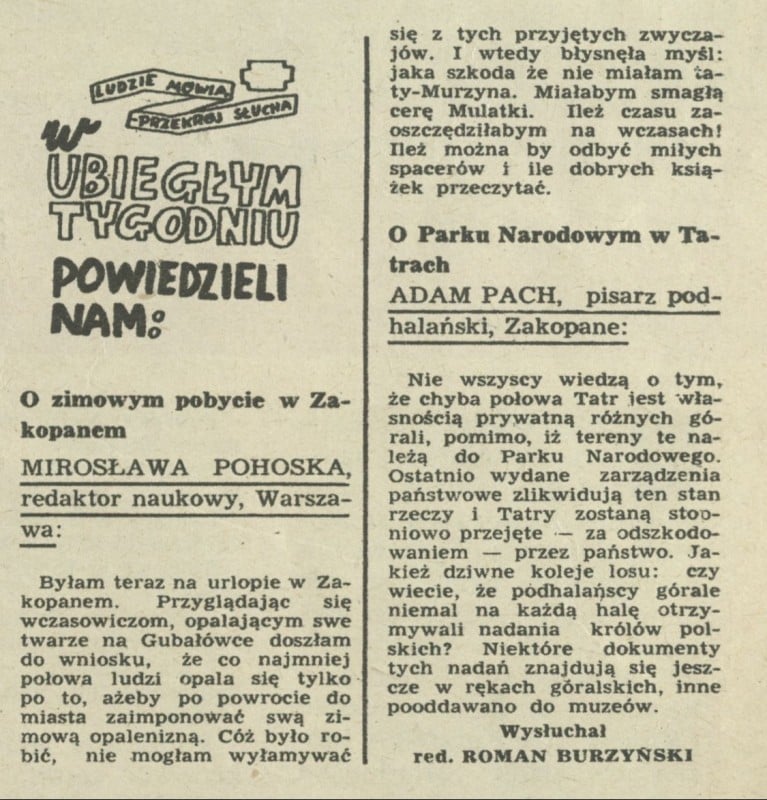 LUDZIE MÓWIĄ
PRZEKRÓJ SŁUCHA
w
UBIEGŁYM
TYGODNIU
POWIEDZIELI
NAM:
O zimowym pobycie w Za-
kopanem
MIROSŁAWA POHOSKA,
redaktor naukowy, Warsza-
wa:
Byłam teraz na urlopie w Za-
kopanem. Przyglądając się
wczasowiczom, opalającym swe
twarze na Gubałówce doszłam
do wniosku, że co najmniej
połowa ludzi opala się tylko
po to, ażeby po powrocie do
miasta zaimponować swą zi-
mową opalenizną. Cóż było ro-
bić, nie mogłam wyłamywać
się z tych przyjętych zwycza-
jów. I wtedy błysnęła myśl:
jaka szkoda że nie miałam ta-
ty-Murzyna. Miałabym smagłą
cerę Mulatki. Ileż czasu za-
oszczędziłabym na wczasach!
Ileż można by odbyć miłych
spacerów i ile dobrych ksią-
żek przeczytać.
O Parku Narodowym w Ta-
trach
ADAM PACH, pisarz pod-
halański, Zakopane:
Nie wszyscy wiedzą o tym,
że chyba połowa Tatr jest wła-
snością prywatną różnych gó-
rali, pomimo, iż tereny te na-
leżą do Parku Narodowego.
Ostatnio wydane zarządzenia
państwowe zlikwidują ten stan
rzeczy i Tatry zostaną stop-
niowo przejęte — za odszkodo-
waniem — przez państwo. Ja-
kież dziwne koleje losu: czy
wiecie, że podhalańscy górale
niemal na każdą halę otrzy-
mywali nadania królów pol-
skich? Niektóre dokumenty
tych nadań znajdują się jesz-
cze w rękach góralskich, inne
pooddawano do muzeów.
Wysłuchał
red. ROMAN BURZYŃSKI